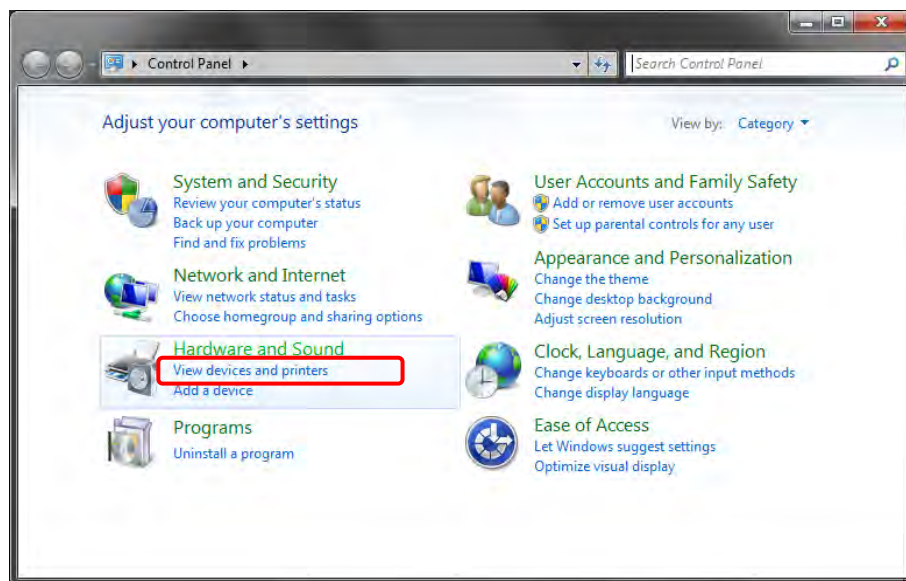 Control Panel
Search Control Panel
Adjust your computer's settings
View by: Category
System and Security
Review your computer's status
Back up your computer
Find and fix problems
Network and Internet
View network status and tasks
Choose homegroup and sharing options
Hardware and Sound
View devices and printers
Add a device
Programs
Uninstall a program
User Accounts and Family Safety
Add or remove user accounts
Set up parental controls for any user
Appearance and Personalization
Change the theme
Change desktop background
Adjust screen resolution
Clock, Language, and Region
Change keyboards or other input methods
Change display language
Ease of Access
Let Windows suggest settings
Optimize visual display